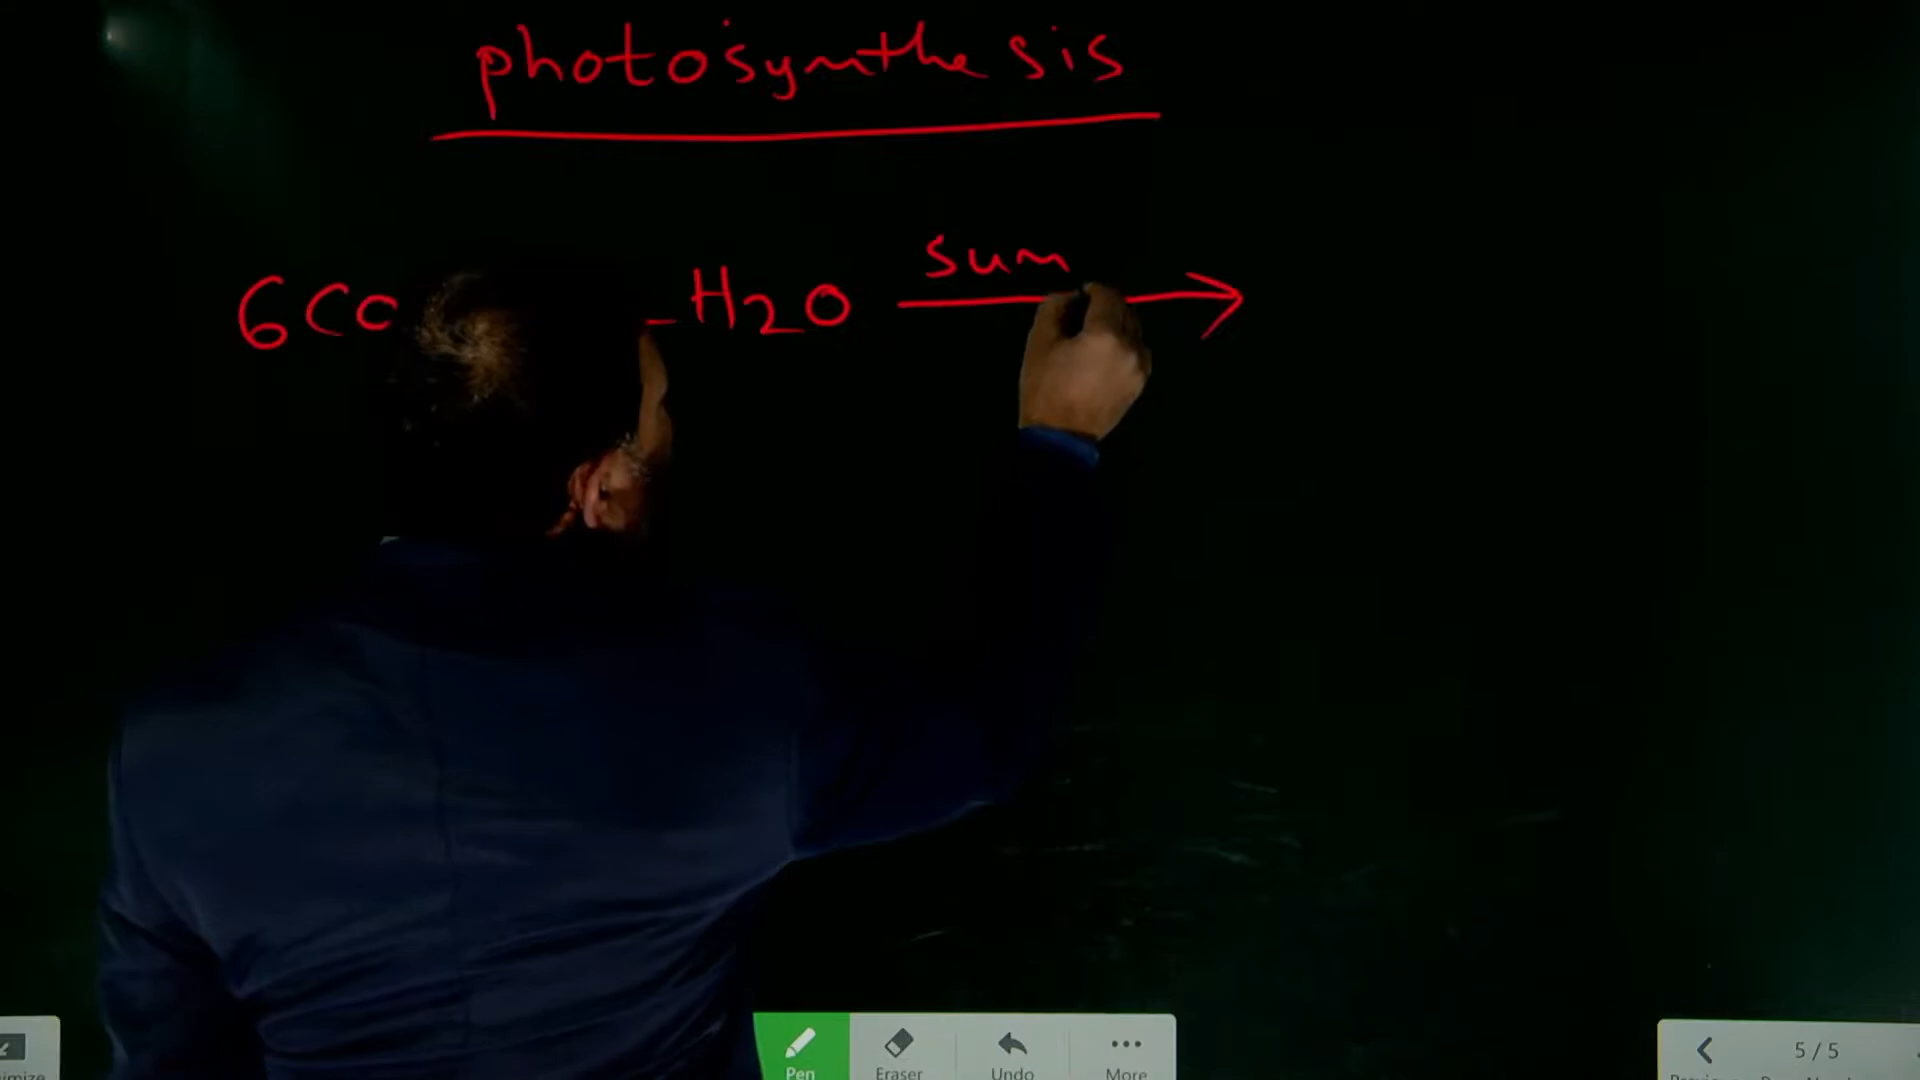 photosynthesis
sun
6CO H2O
Pen Eraser Undo More
5 / 5